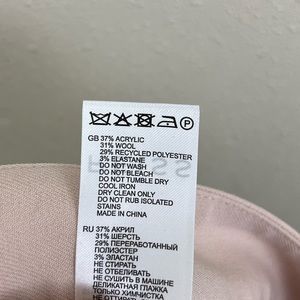 GB 37% ACRYLIC
31% WOOL
29% RECYCLED POLYESTER
3% ELASTANE
DO NOT WASH
DO NOT BLEACH
DO NOT TUMBLE DRY
COOL IRON
DRY CLEAN ONLY
DO NOT RUB ISOLATED
STAINS
MADE IN CHINA
RU 37% АКРИЛ
31% ШЕРСТЬ
29% ПЕРЕРАБОТАННЫЙ
ПОЛИЭСТЕР
3% ЭЛАСТАН
НЕ СТИРАТЬ
НЕ ОТБЕЛИВАТЬ
НЕ СУШИТЬ В МАШИНЕ
ДЕЛИКАТНАЯ ГЛАЖКА
ТОЛЬКО ХИМЧИСТКА